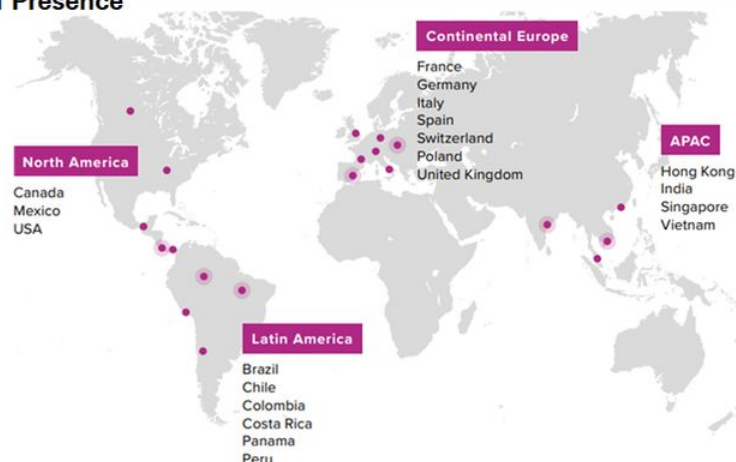 Presence
Continental Europe
France
Germany
Italy
Spain
Switzerland
Poland
United Kingdom
North America
Canada
Mexico
USA
APAC
Hong Kong
India
Singapore
Vietnam
Latin America
Brazil
Chile
Colombia
Costa Rica
Panama
Peru